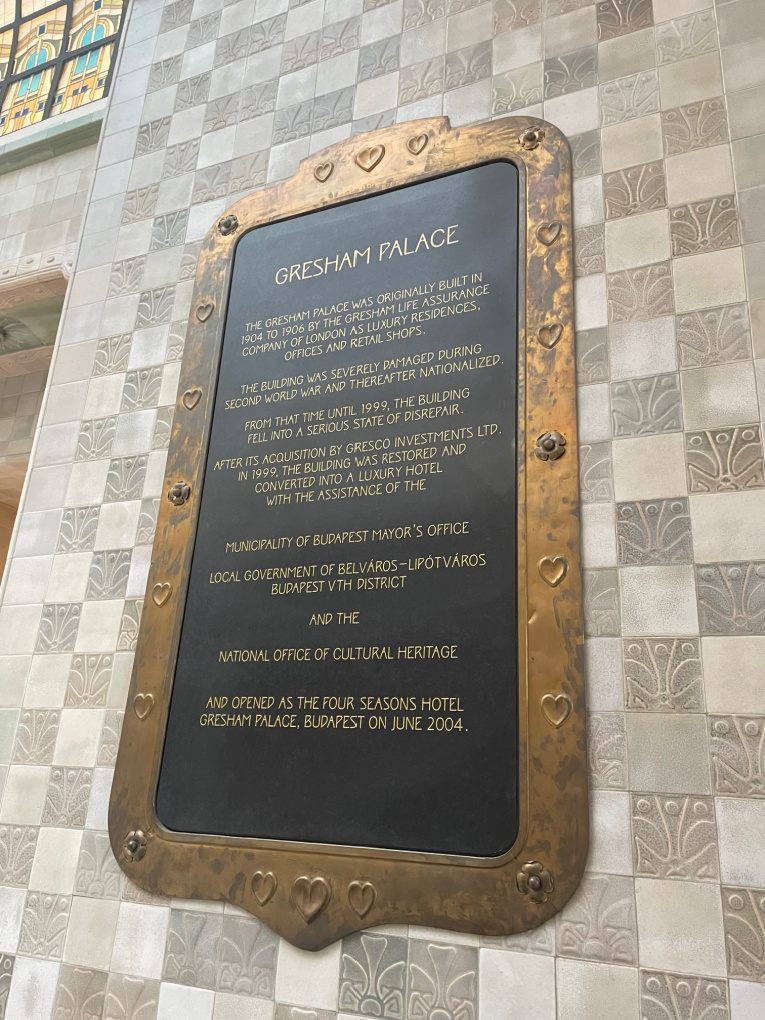 GRESHAM PALACE
THE GRESHAM PALACE WAS ORIGINALLY BUILT IN
1904 TO 1906 BY THE GRESHAM LIFE ASSURANCE
COMPANY OF LONDON AS LUXURY RESIDENCES,
OFFICES AND RETAIL SHOPS.
THE BUILDING WAS SEVERELY DAMAGED DURING
SECOND WORLD WAR AND THEREAFTER NATIONALIZED.
FROM THAT TIME UNTIL 1999, THE BUILDING
FELL INTO A SERIOUS STATE OF DISREPAIR.
AFTER ITS ACQUISITION BY GRESCO INVESTMENTS LTD.
IN 1999, THE BUILDING WAS RESTORED AND
CONVERTED INTO A LUXURY HOTEL
WITH THE ASSISTANCE OF THE
MUNICIPALITY OF BUDAPEST MAYOR'S OFFICE
LOCAL GOVERNMENT OF BELVÁROS-LIPÓTVÁROS
BUDAPEST VTH DISTRICT
AND THE
NATIONAL OFFICE OF CULTURAL HERITAGE
AND OPENED AS THE FOUR SEASONS HOTEL
GRESHAM PALACE, BUDAPEST ON JUNE 2004.